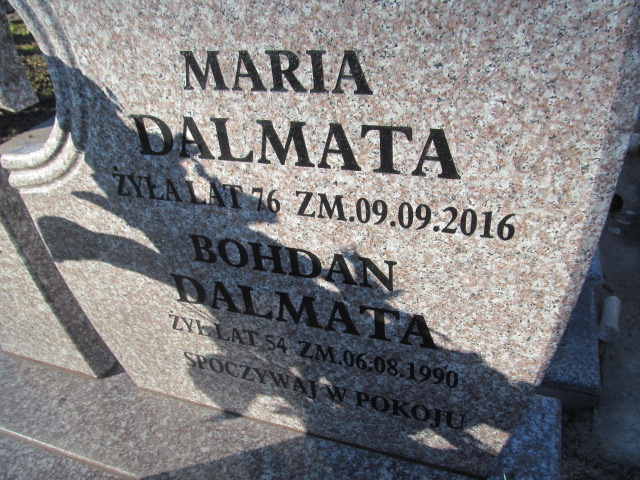 MARIA
DALMATA
ŻYŁA LAT 76 ZM.09.09.2016
BOHDAN
DALMATA
ŻYŁ LAT 54 ZM.06.08.1990
SPOCZYWAJ W POKOJU